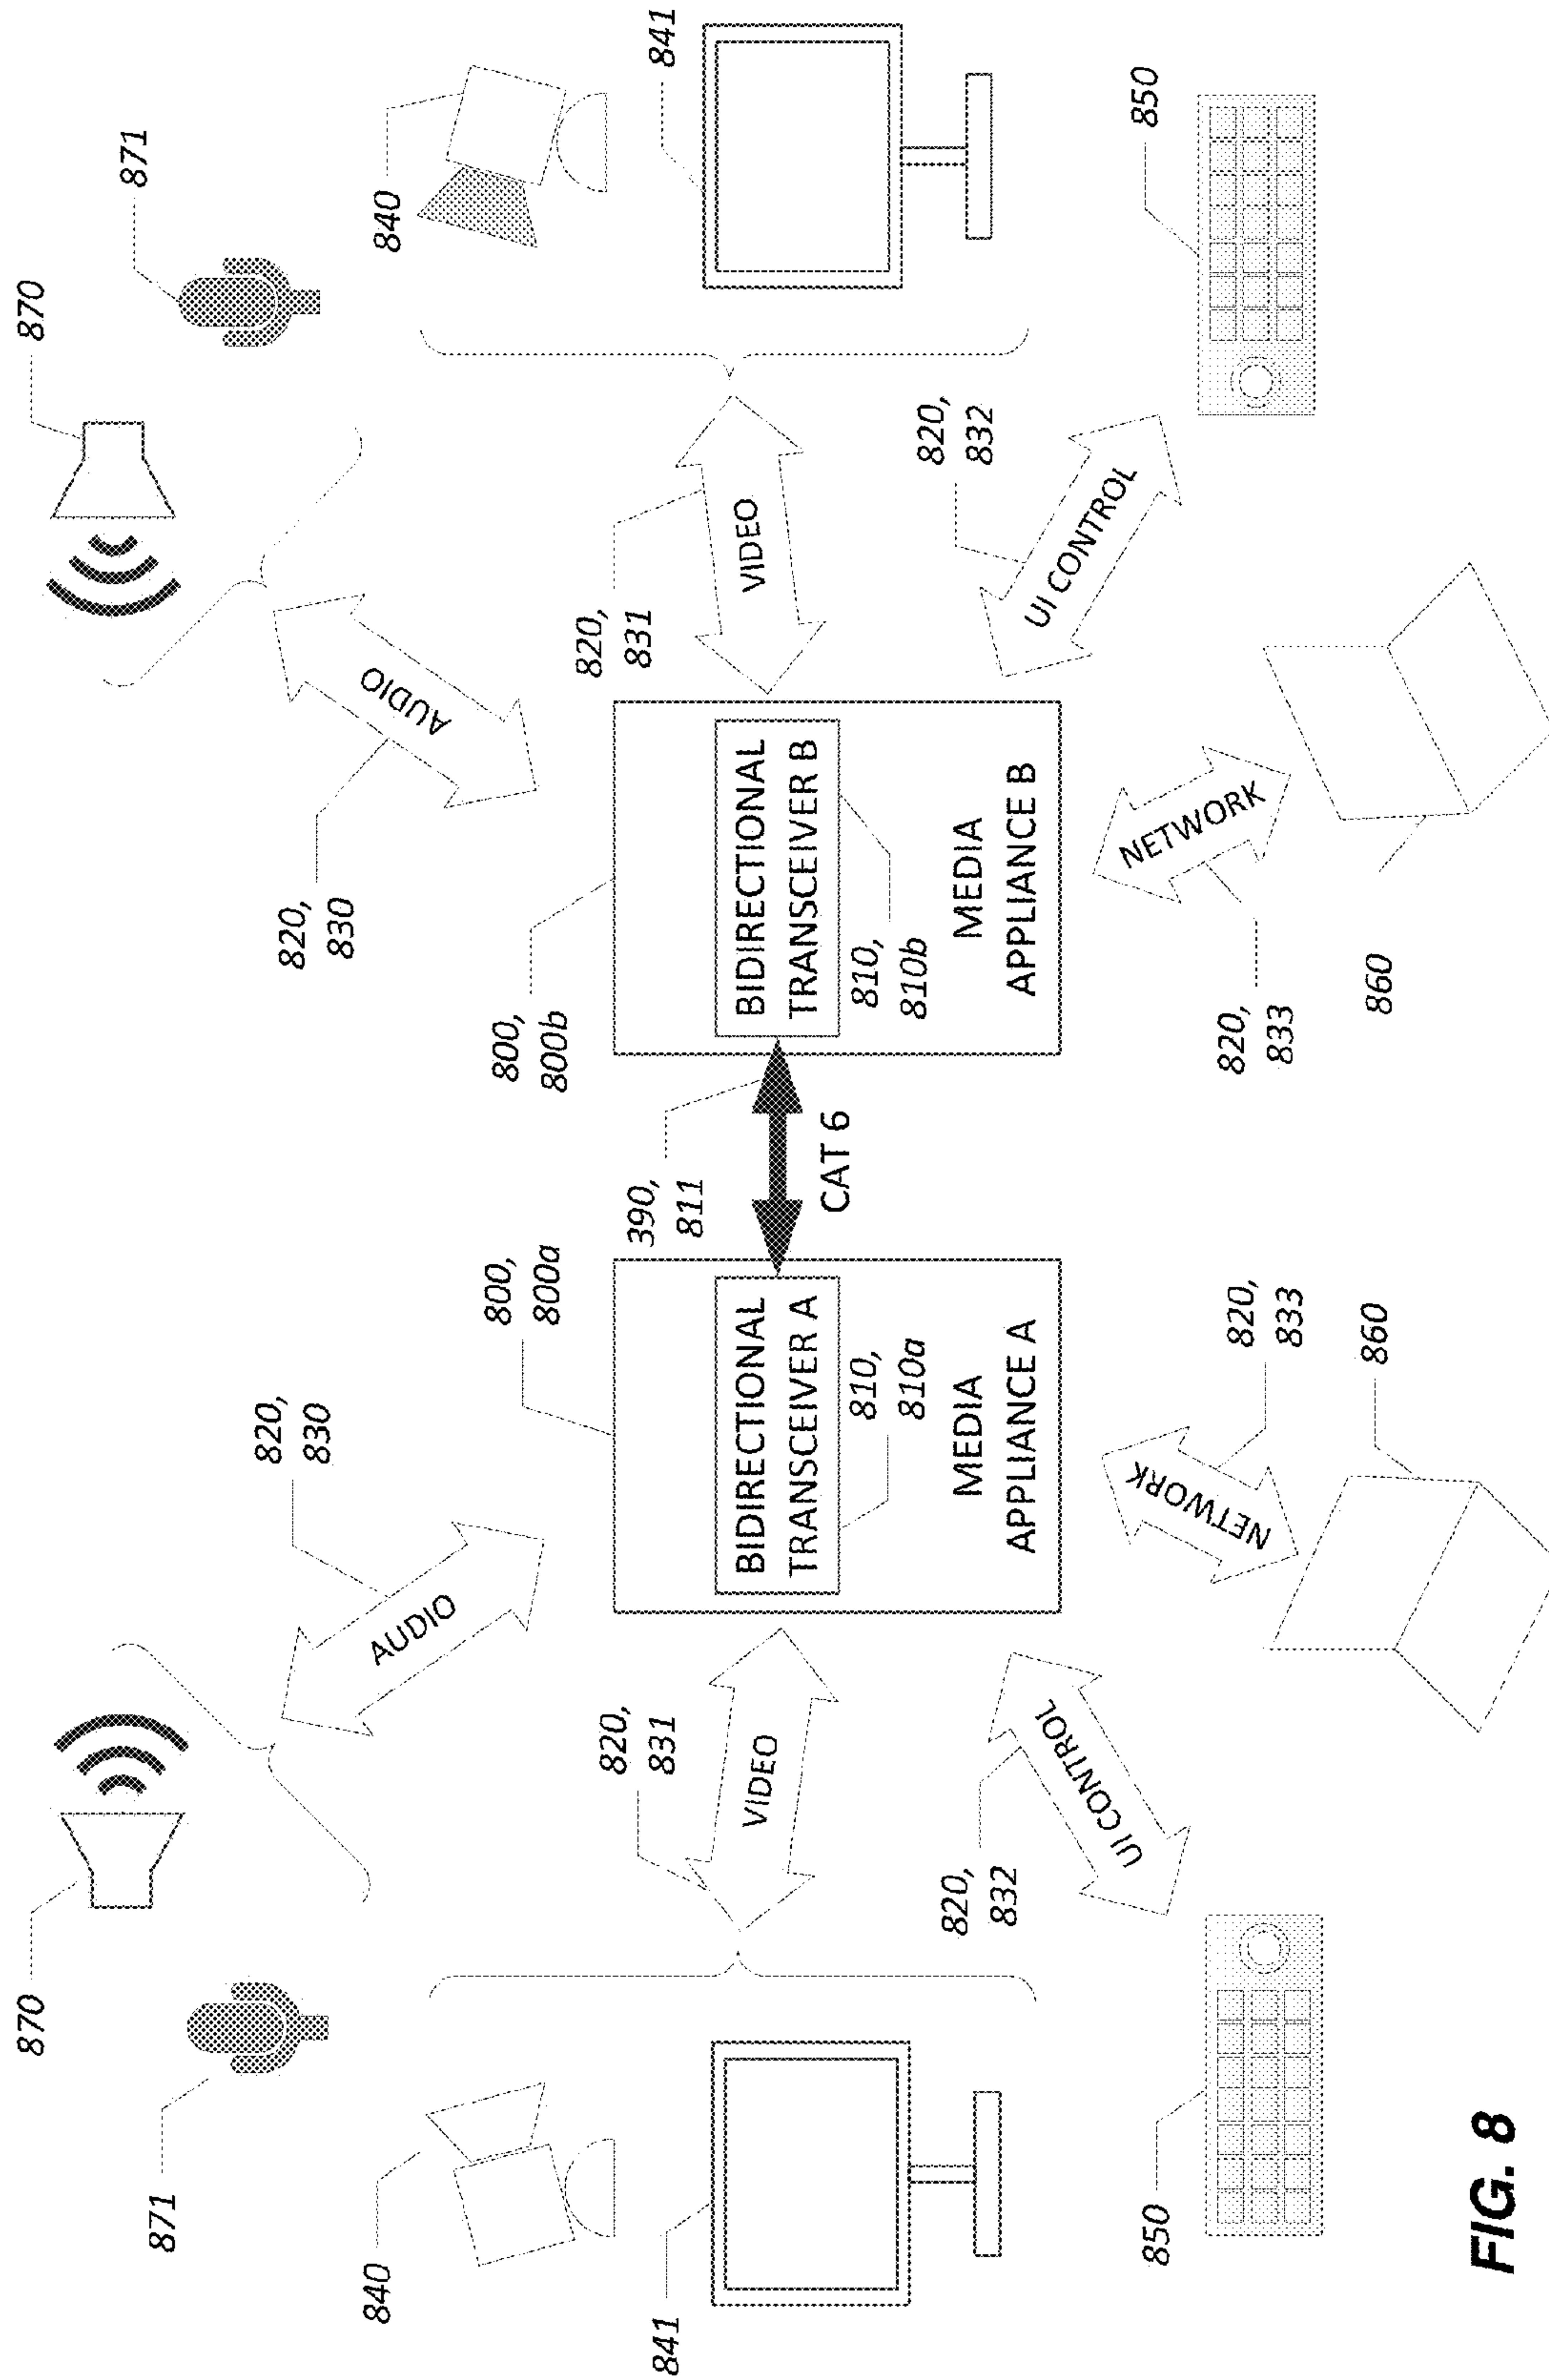 870
871
820,
830
AUDIO
820,
830
AUDIO
870
871
840
841
820,
831
VIDEO
800,
800a
BIDIRECTIONAL
TRANSCEIVER A
810,
810a
MEDIA
APPLIANCE A
390,
811
CAT 6
800,
800b
BIDIRECTIONAL
TRANSCEIVER B
810,
810b
MEDIA
APPLIANCE B
820,
831
VIDEO
840
841
850
820,
832
UI CONTROL
NETWORK
820,
833
860
NETWORK
820,
833
860
820,
832
UI CONTROL
850
FIG. 8